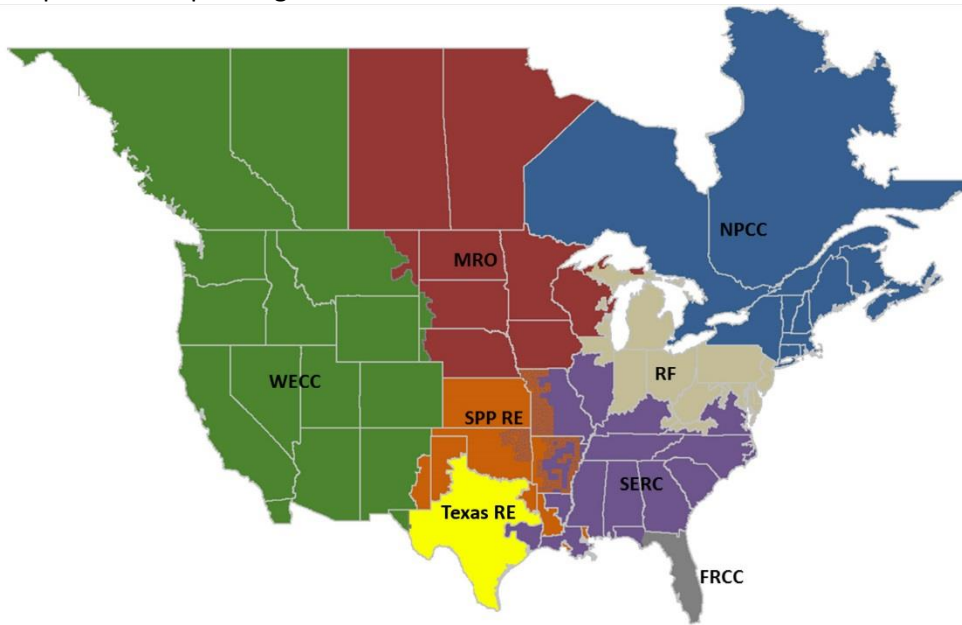 NPCC
MRO
WECC
RF
SPP RE
SERC
Texas RE
FRCC